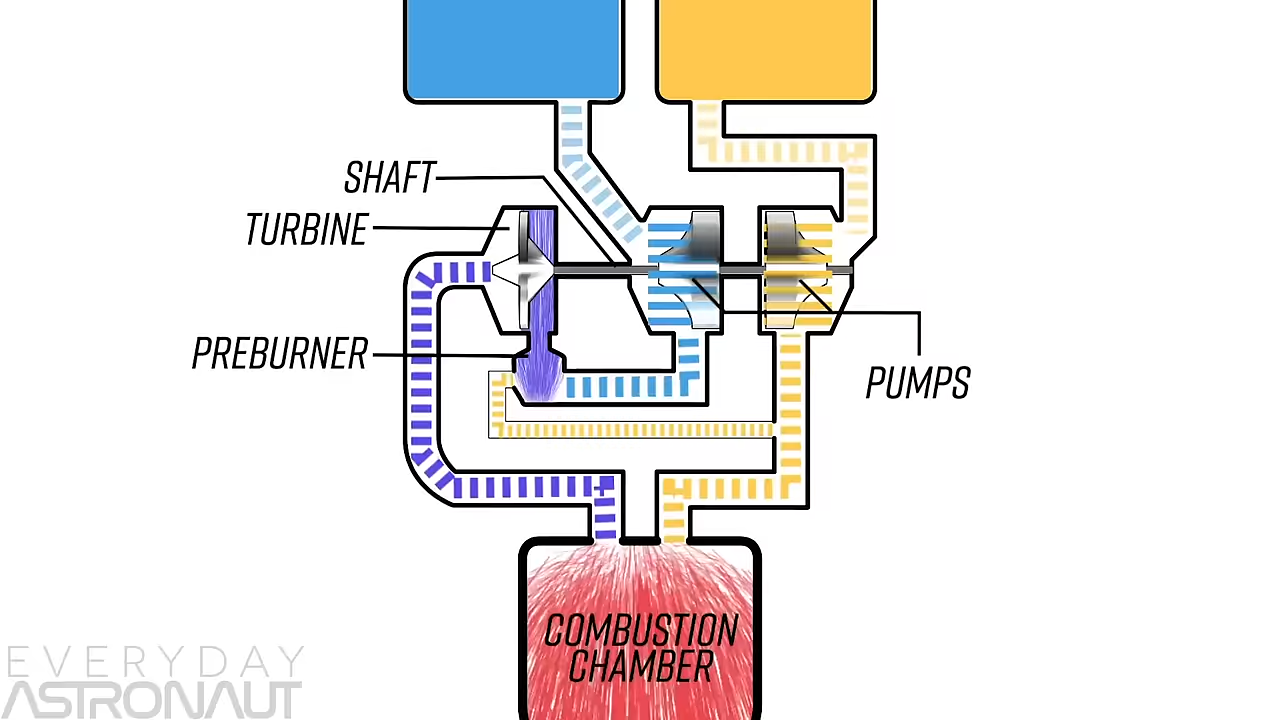 SHAFT
TURBINE
PREBURNER
PUMPS
COMBUSTION
CHAMBER
EVERYDAY
ASTRONAUT